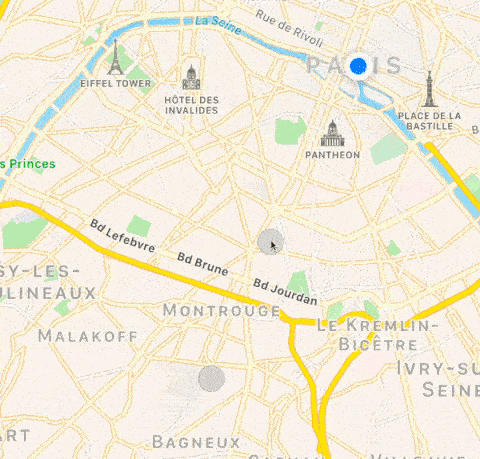 Rue de Rivoli
La Seine
PARIS
EIFFEL TOWER
HÔTEL DES
INVALIDES
PLACE DE LA
BASTILLE
PANTHEON
s Princes
Bd Lefebvre
Bd Brune
Bd Jourdan
SY-LES-
ULINEAUX
MONTROUGE
LE KREMLIN-
BICÊTRE
MALAKOFF
IVRY-SU
SEINE
ART
BAGNEUX